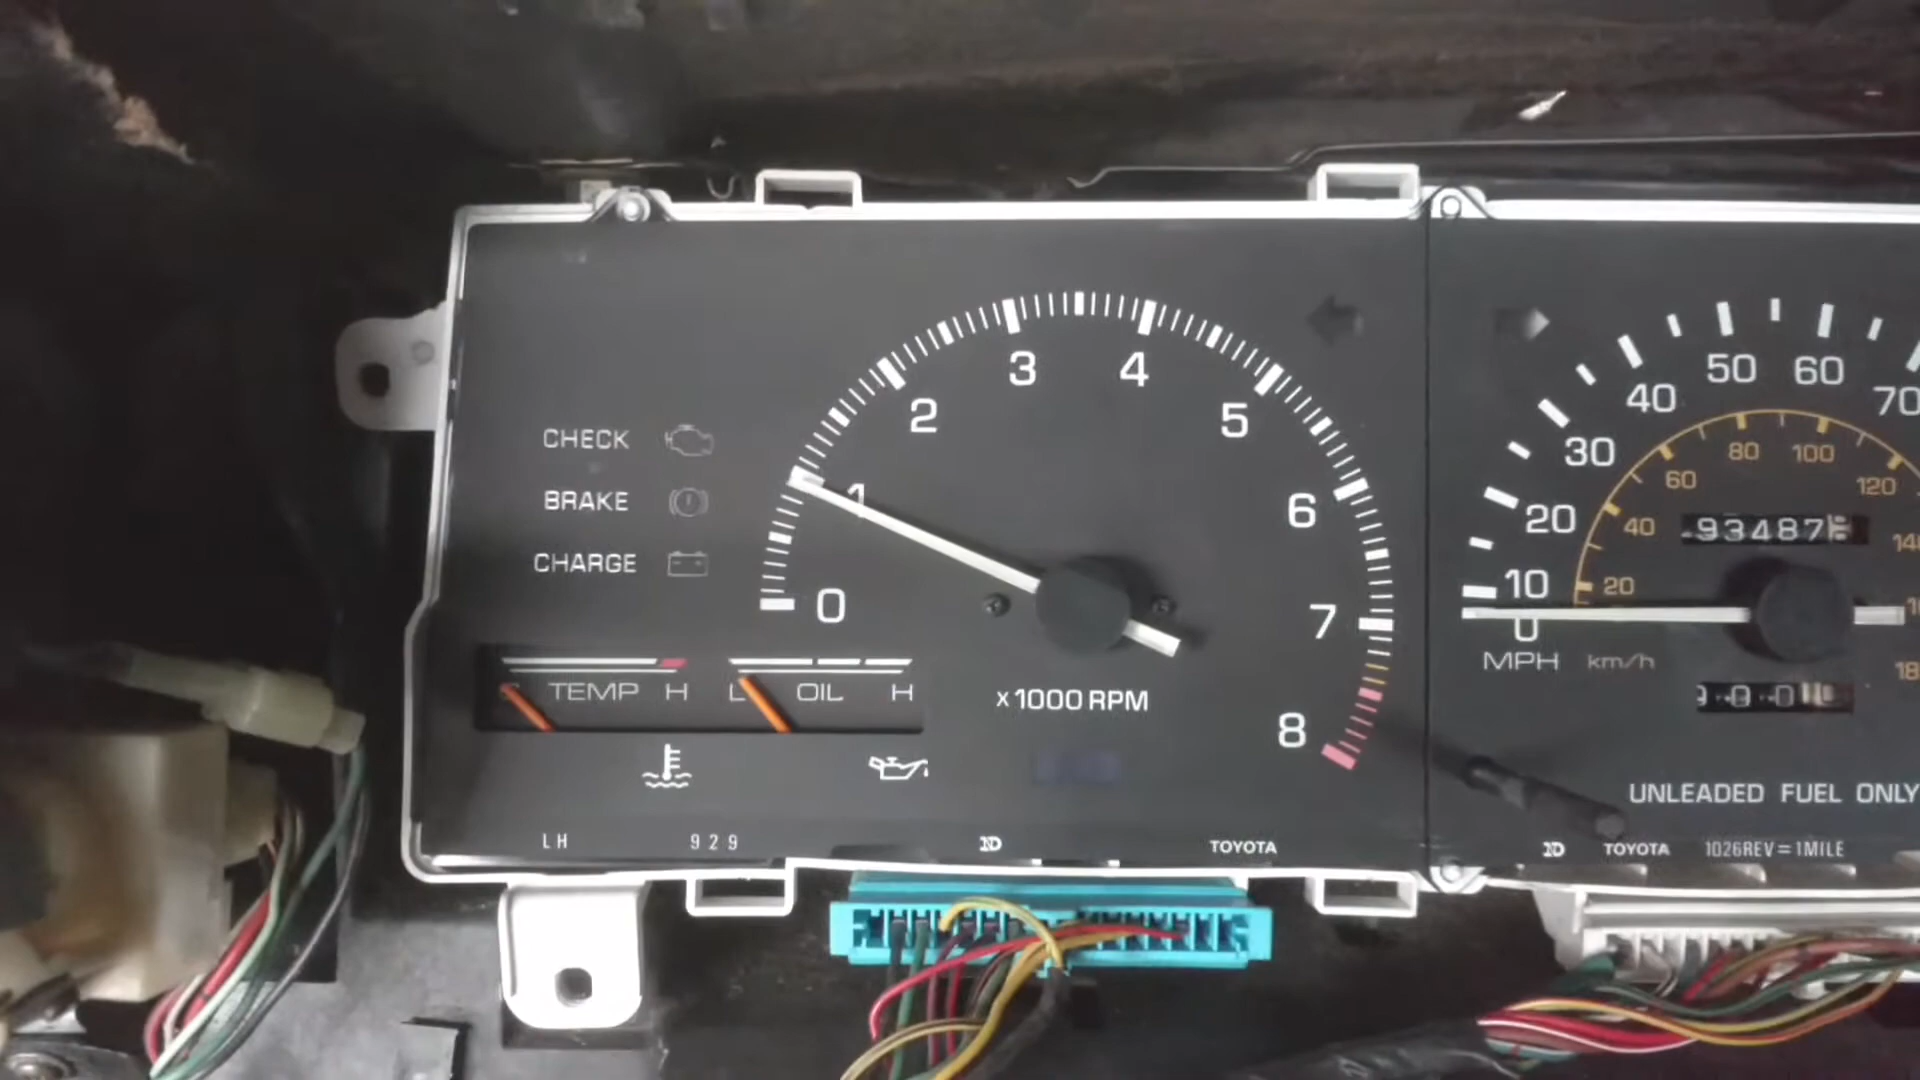 3 4
2 5
1 6
0 7
8
x1000 RPM
CHECK
BRAKE
CHARGE
TEMP H
L OIL H
LH 929 ND TOYOTA
50 60
40 70
30
20
10
0
MPH km/h
80 100
60 120
40
20
93487
UNLEADED FUEL ONLY
ND TOYOTA 1026REV=1MILE